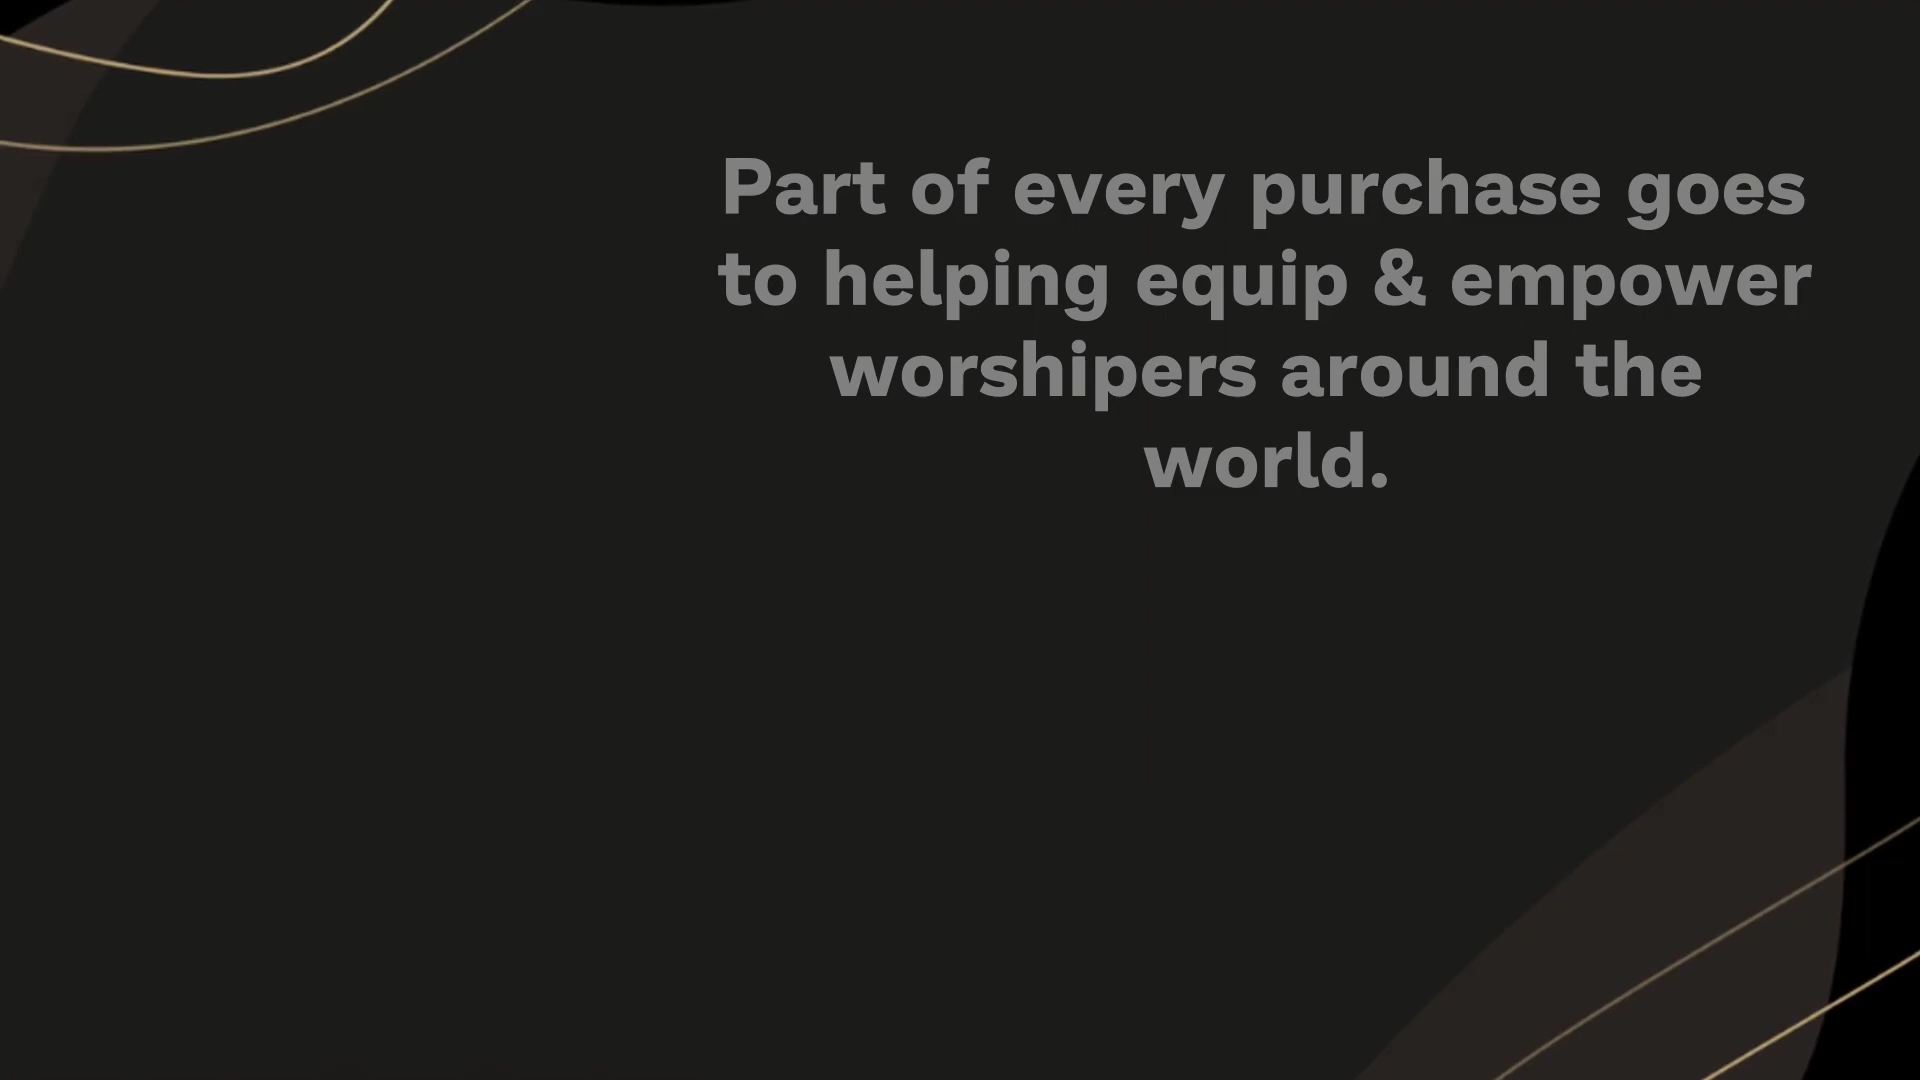 Part of every purchase goes
to helping equip & empower
worshipers around the
world.